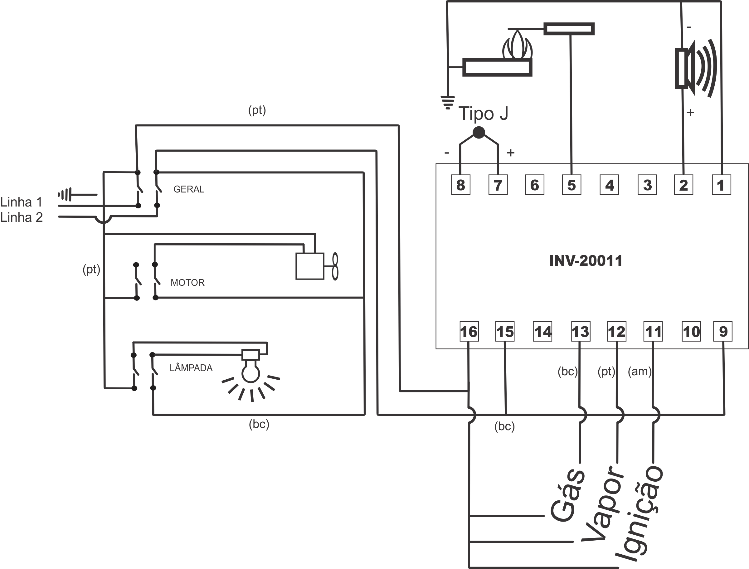 -
(pt)
Tipo J
+
- +
8 7 6 5 4 3 2 1
GERAL
Linha 1
Linha 2
INV-20011
(pt)
MOTOR
16 15 14 13 12 11 10 9
LÂMPADA
(bc) (pt) (am)
(bc)
(bc)
Gás
Vapor
Ignição